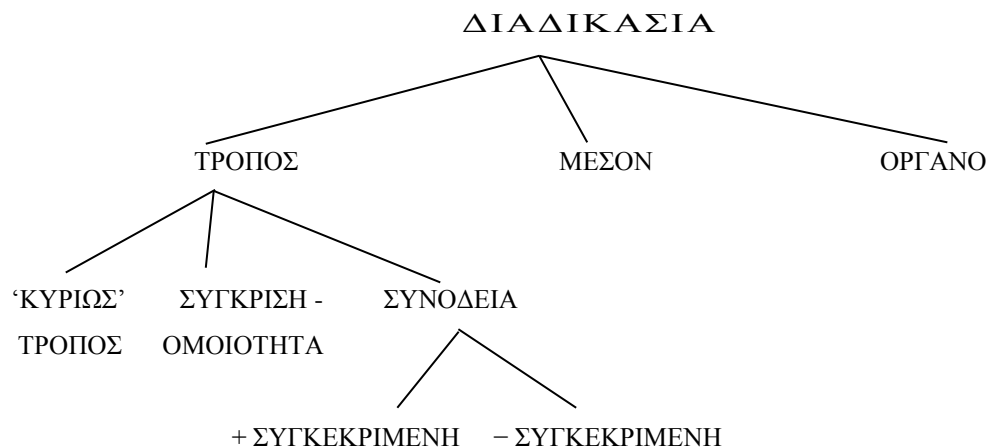 ΔΙΑΔΙΚΑΣΙΑ
ΤΡΟΠΟΣ ΜΕΣΟΝ ΟΡΓΑΝΟ
‘ΚΥΡΙΩΣ’ ΣΥΓΚΡΙΣΗ - ΣΥΝΟΔΕΙΑ
ΤΡΟΠΟΣ ΟΜΟΙΟΤΗΤΑ
+ ΣΥΓΚΕΚΡΙΜΕΝΗ − ΣΥΓΚΕΚΡΙΜΕΝΗ